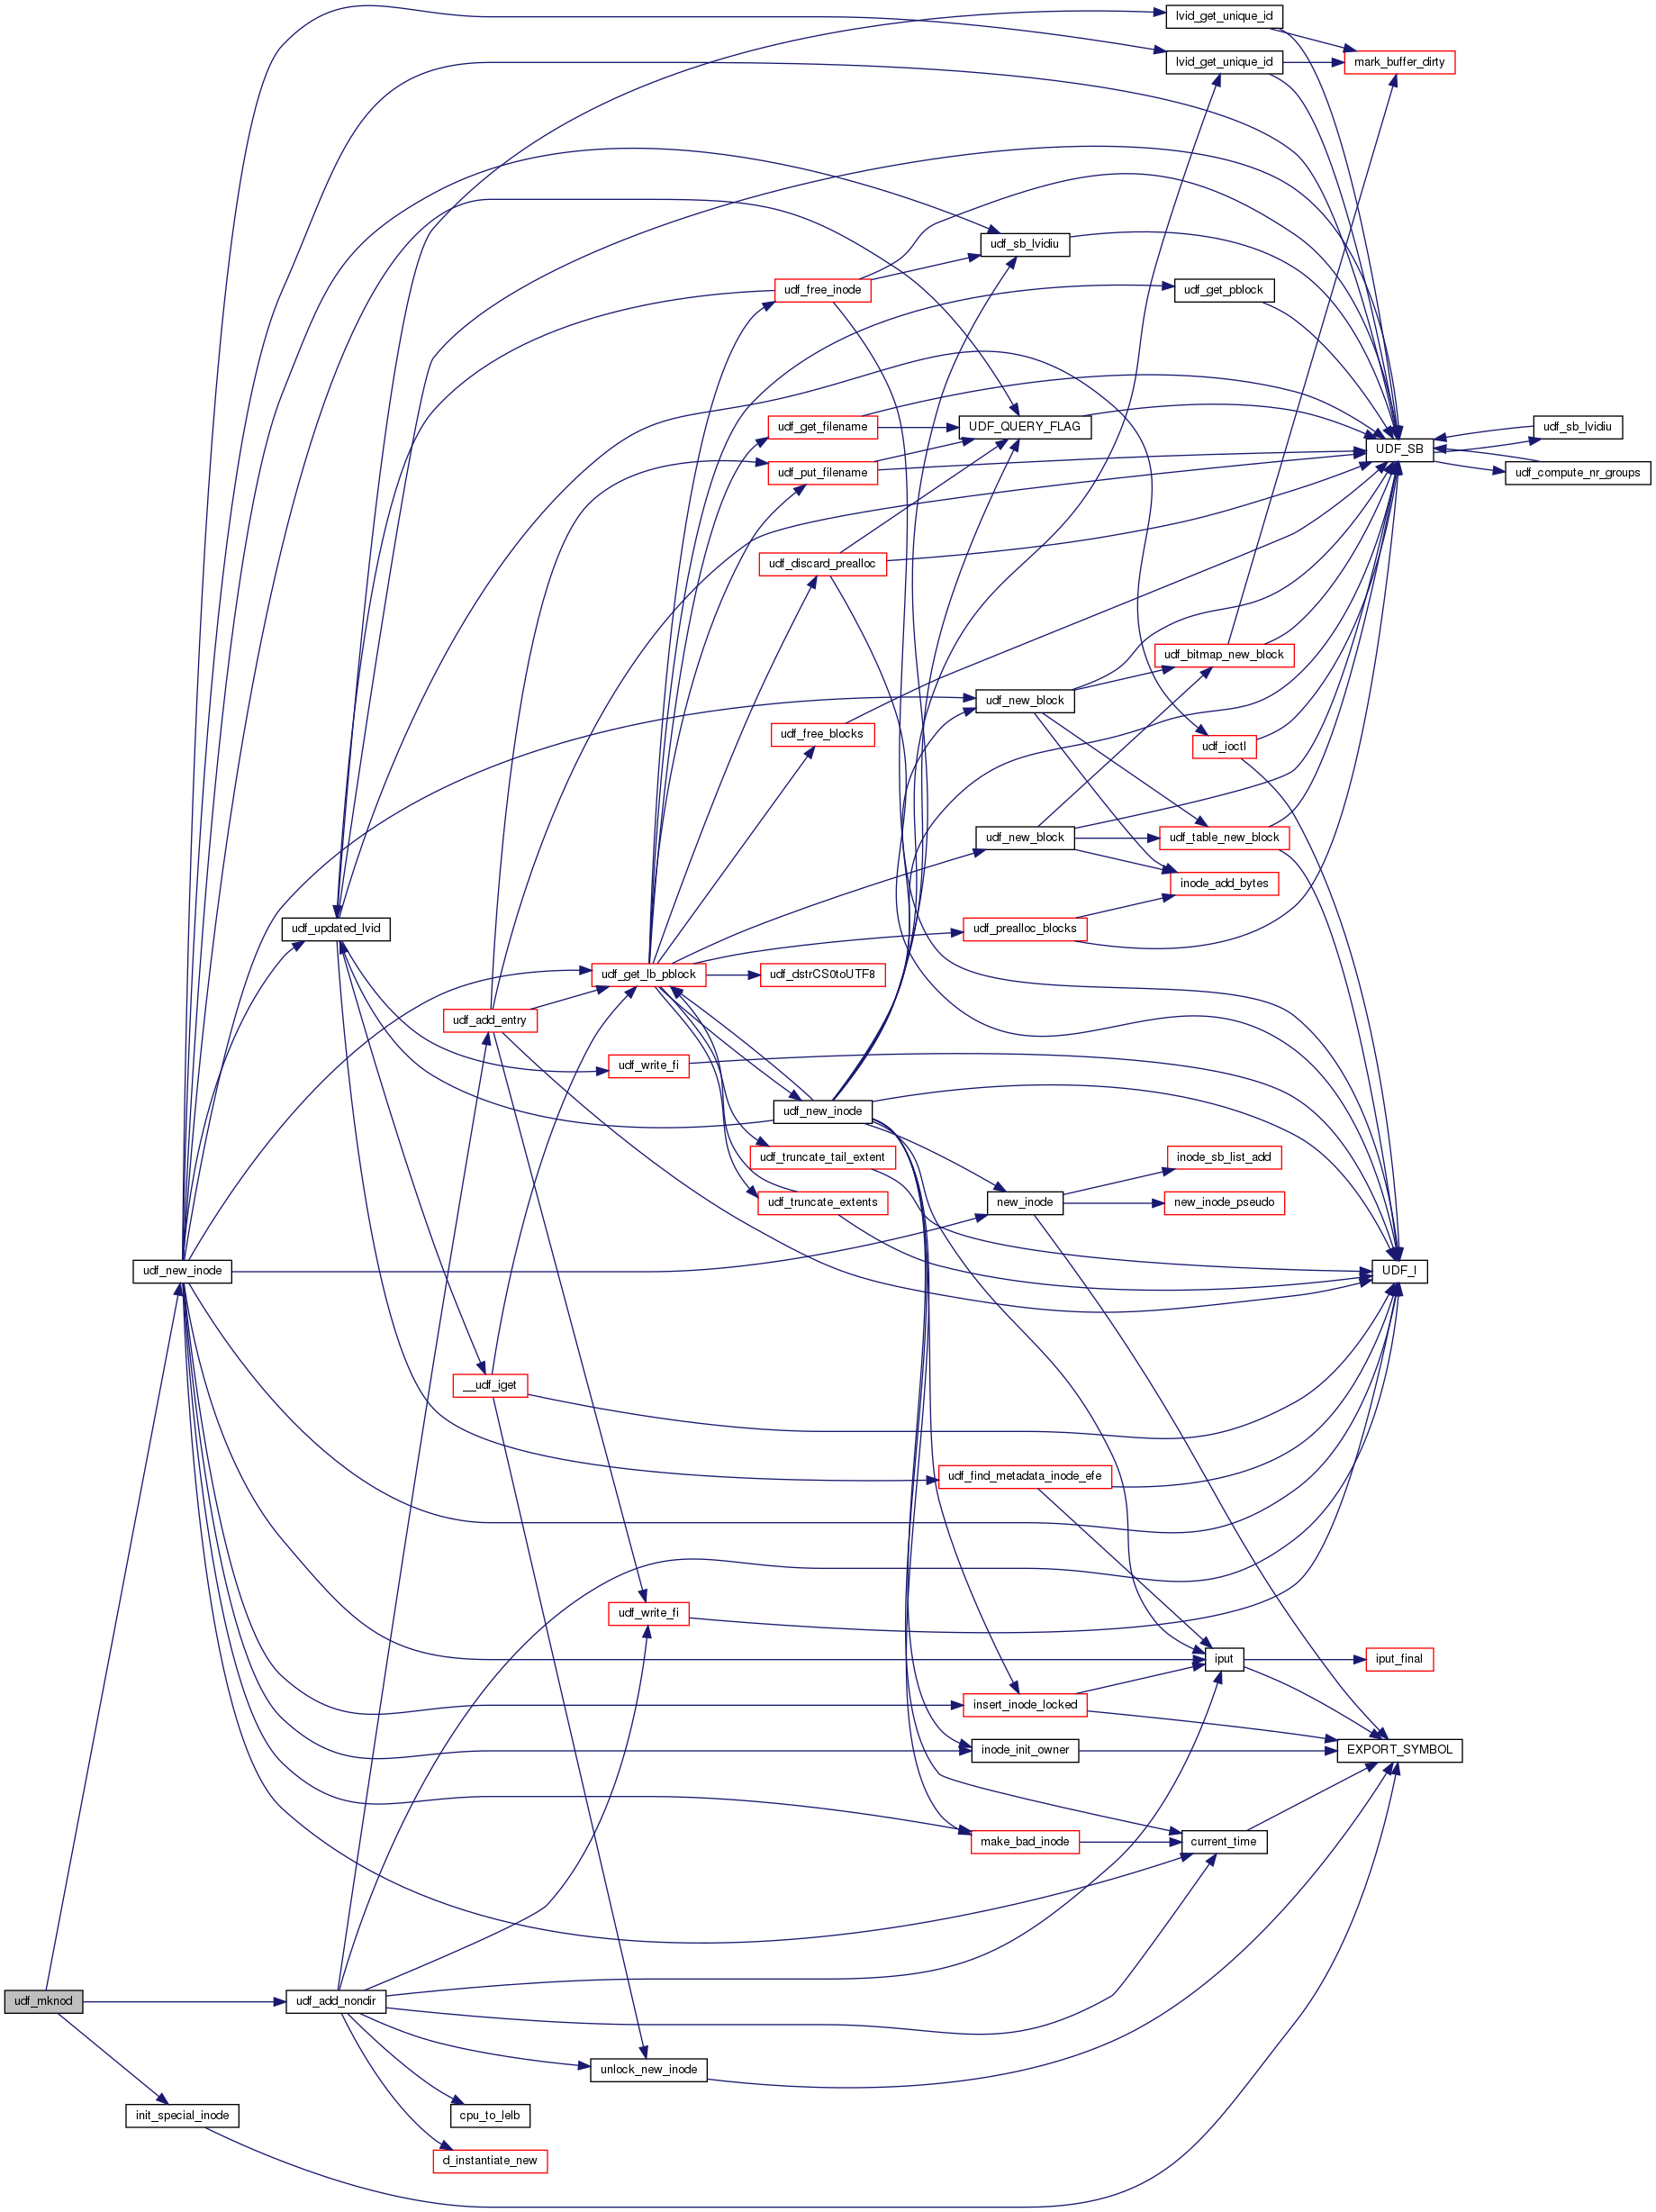 lvid_get_unique_id
lvid_get_unique_id
mark_buffer_dirty
udf_sb_lvidiu
udf_free_inode
udf_get_pblock
udf_get_filename
UDF_QUERY_FLAG
udf_sb_lvidiu
UDF_SB
udf_put_filename
udf_compute_nr_groups
udf_discard_prealloc
udf_bitmap_new_block
udf_new_block
udf_free_blocks
udf_ioctl
udf_new_block
udf_table_new_block
inode_add_bytes
udf_updated_lvid
udf_prealloc_blocks
udf_get_lb_pblock
udf_dstrCS0toUTF8
udf_add_entry
udf_write_fi
udf_new_inode
udf_truncate_tail_extent
inode_sb_list_add
udf_truncate_extents
new_inode
new_inode_pseudo
udf_new_inode
UDF_I
__udf_iget
udf_find_metadata_inode_efe
udf_write_fi
iput
iput_final
insert_inode_locked
inode_init_owner
EXPORT_SYMBOL
make_bad_inode
current_time
udf_mknod
udf_add_nondir
unlock_new_inode
init_special_inode
cpu_to_lelb
d_instantiate_new